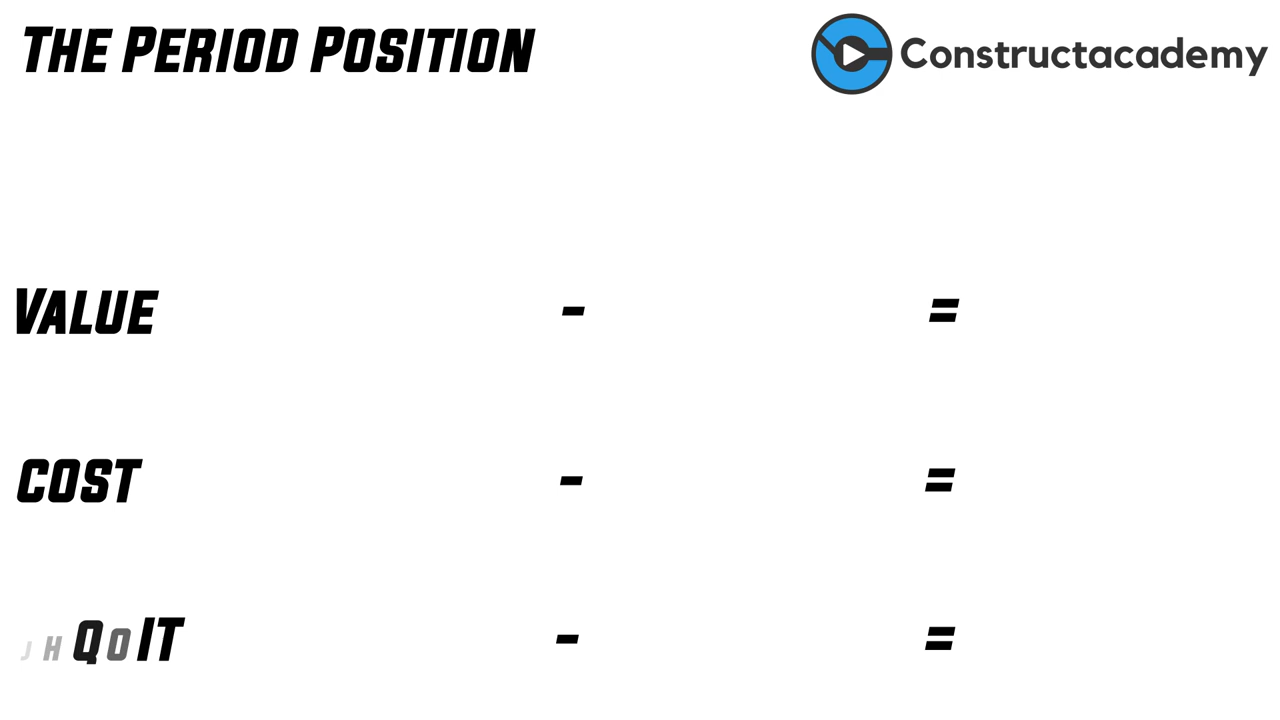 The Period Position
Constructacademy
Value - =
Cost - =
- =